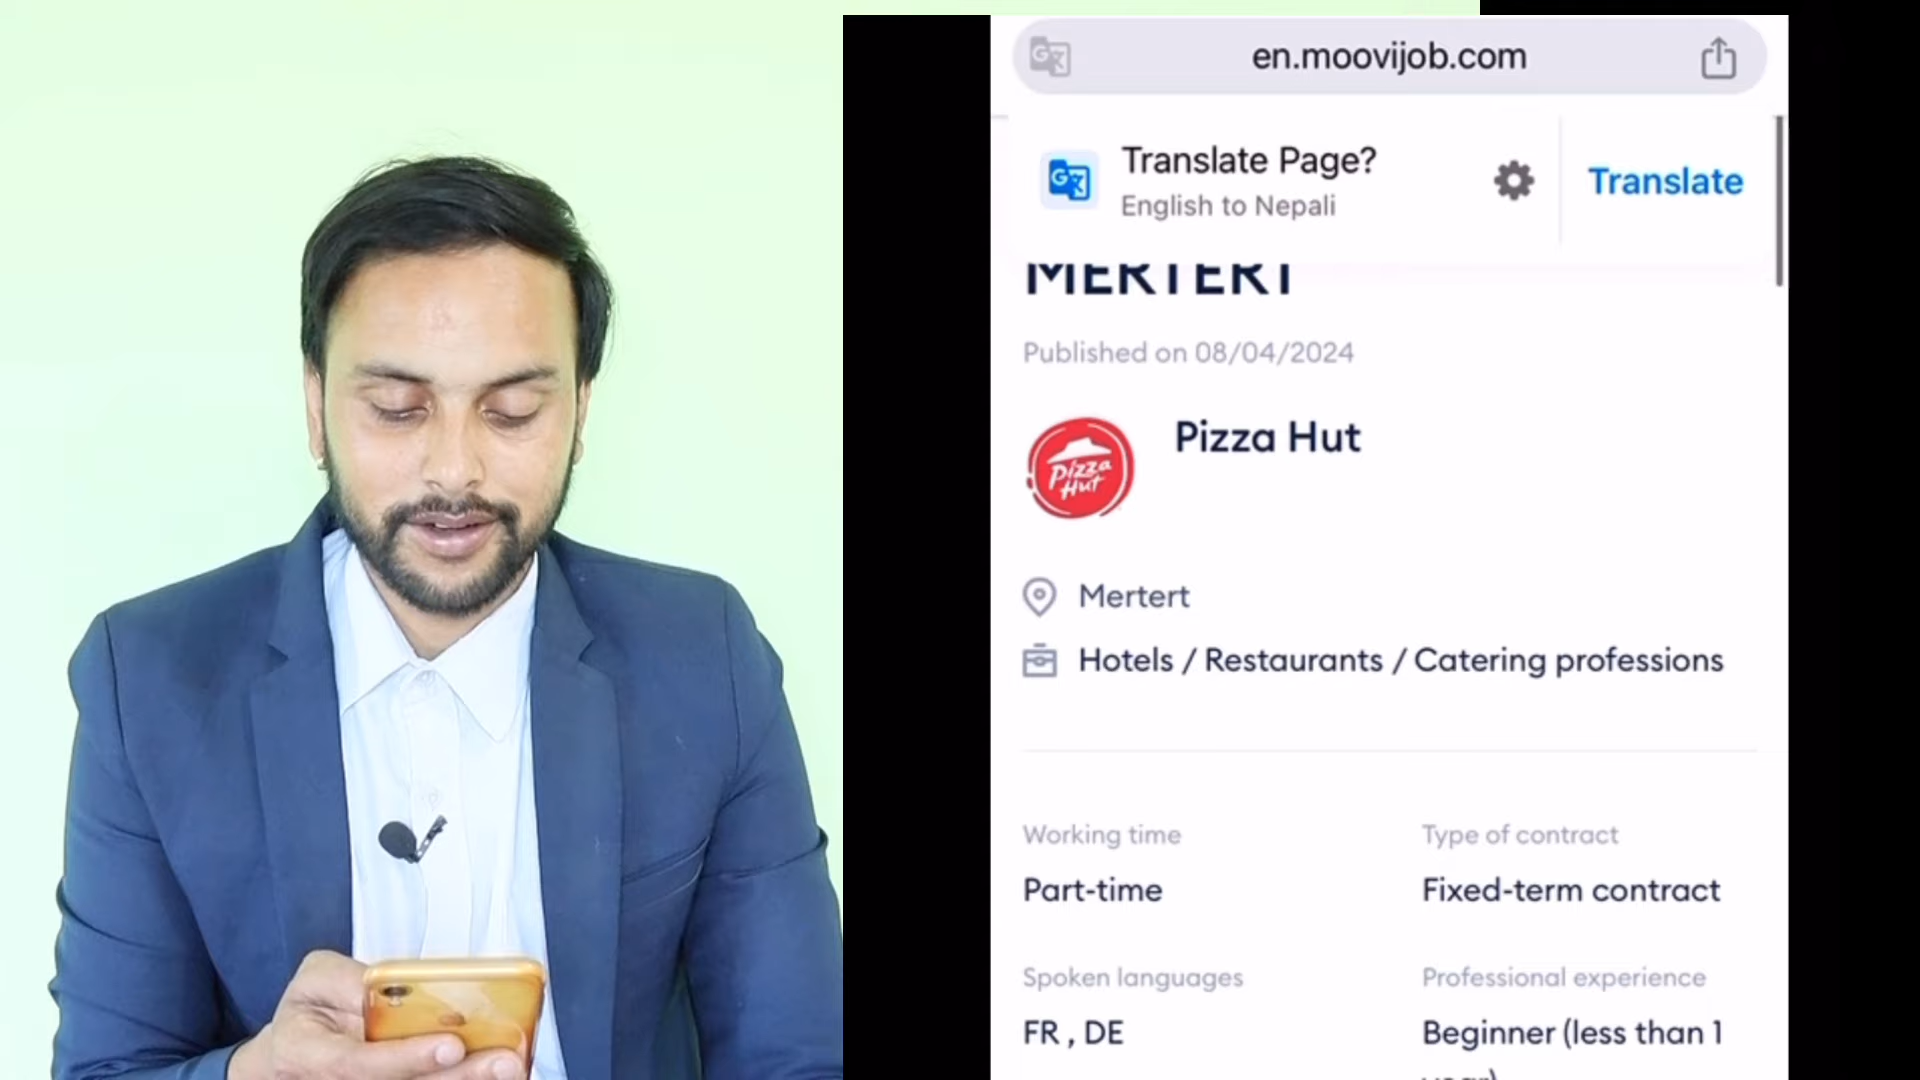 en.moovijob.com
Translate Page?
English to Nepali
Translate
MERTERT
Published on 08/04/2024
Pizza Hut
Pizza
Hut
Mertert
Hotels / Restaurants / Catering professions
Working time
Type of contract
Part-time
Fixed-term contract
Spoken languages
Professional experience
FR , DE
Beginner (less than 1
year)